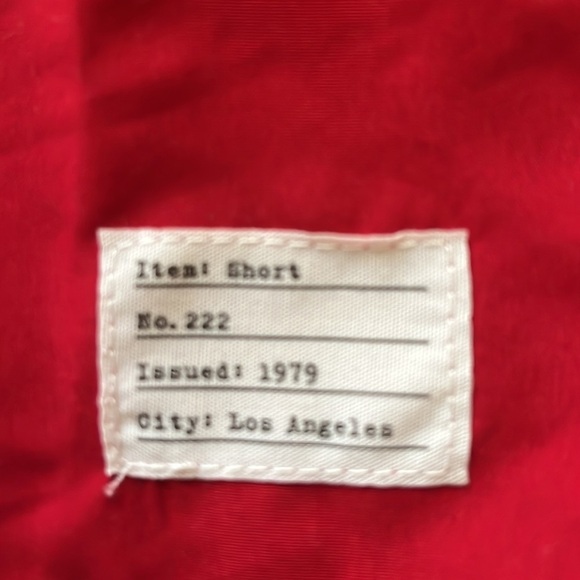 Item: Short
No. 222
Issued: 1979
City: Los Angeles